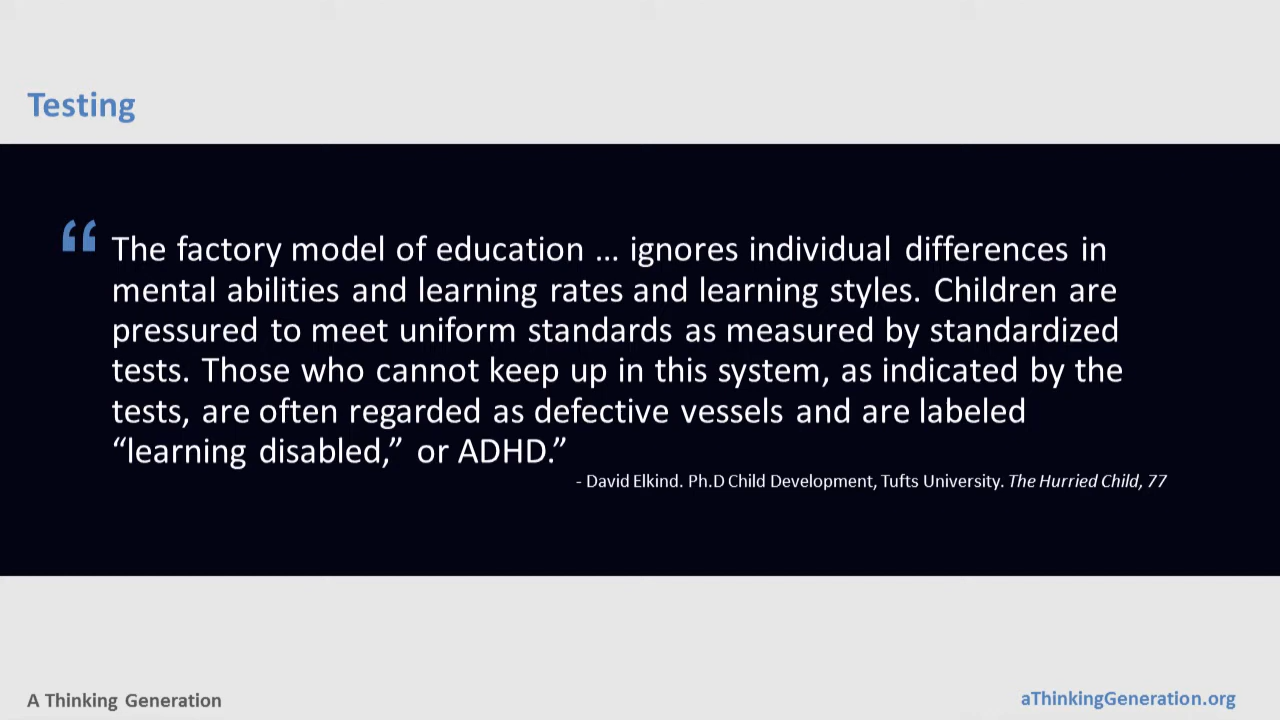 Testing
“ The factory model of education … ignores individual differences in
mental abilities and learning rates and learning styles. Children are
pressured to meet uniform standards as measured by standardized
tests. Those who cannot keep up in this system, as indicated by the
tests, are often regarded as defective vessels and are labeled
“learning disabled,” or ADHD.”
- David Elkind. Ph.D Child Development, Tufts University. The Hurried Child, 77
A Thinking Generation
aThinkingGeneration.org